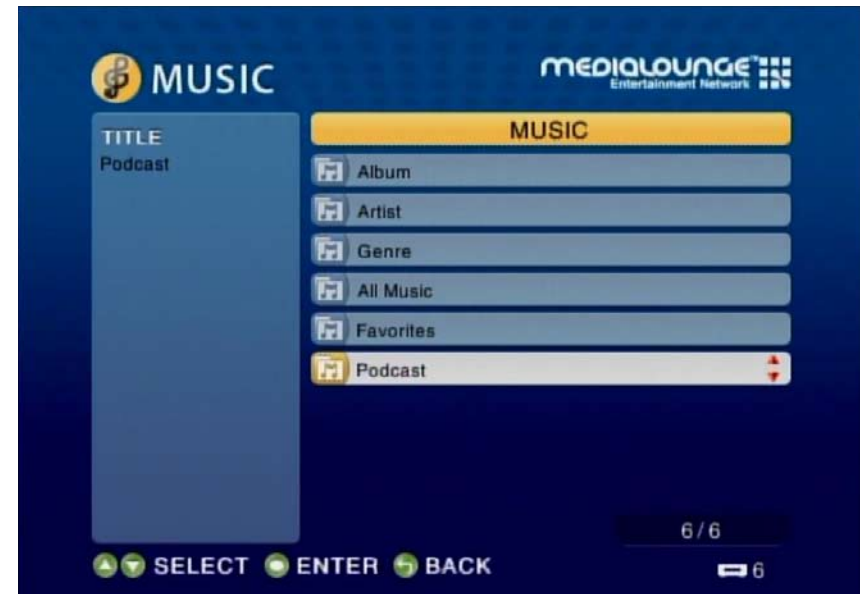 MUSIC
MEDIALOUNGE
Entertainment Network
TITLE
Podcast
MUSIC
Album
Artist
Genre
All Music
Favorites
Podcast
6/6
SELECT ENTER BACK
6